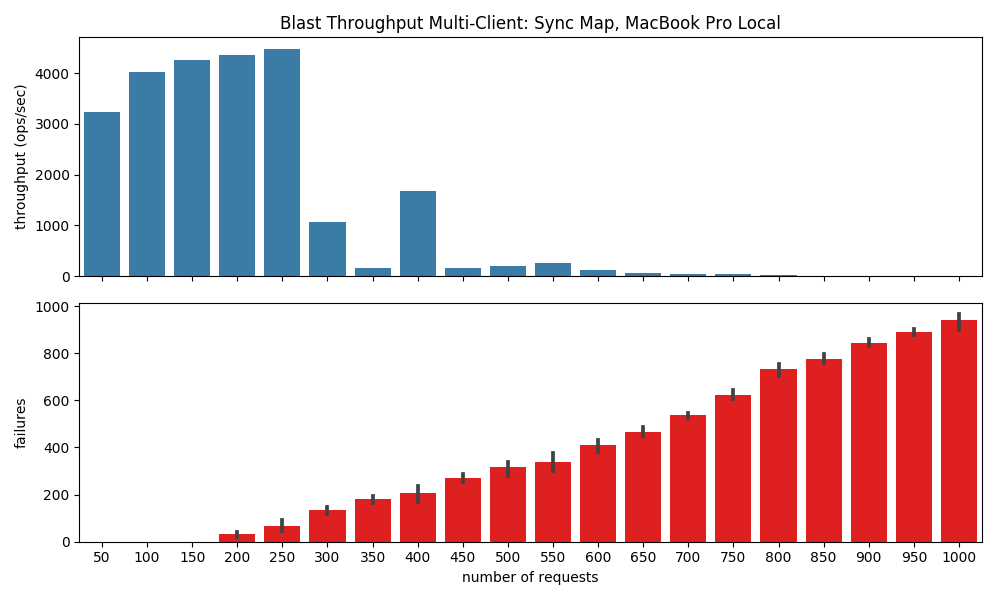 Blast Throughput Multi-Client: Sync Map, MacBook Pro Local
throughput (ops/sec)
4000
3000
2000
1000
0
failures
1000
800
600
400
200
0
50 100 150 200 250 300 350 400 450 500 550 600 650 700 750 800 850 900 950 1000
number of requests